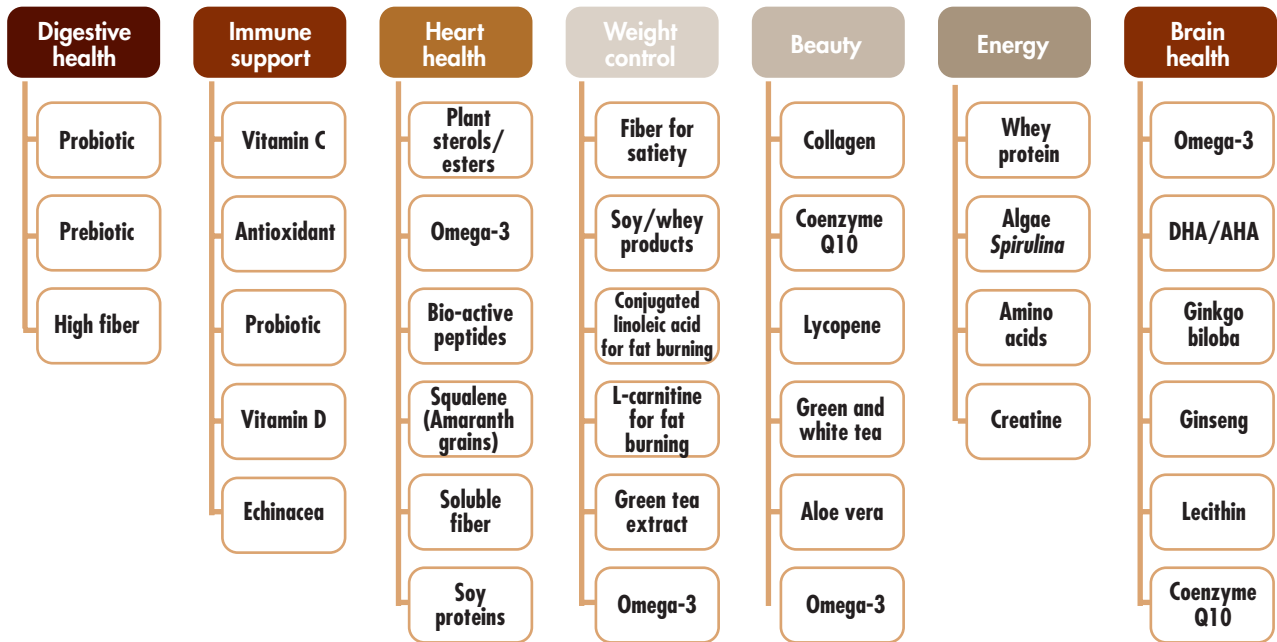 Digestive
health
Probiotic
Prebiotic
High fiber
Immune
support
Vitamin C
Antioxidant
Probiotic
Vitamin D
Echinacea
Heart
health
Plant
sterols/
esters
Omega-3
Bio-active
peptides
Squalene
(Amaranth
grains)
Soluble
fiber
Soy
proteins
Weight
control
Fiber for
satiety
Soy/whey
products
Conjugated
linoleic acid
for fat burning
L-carnitine
for fat
burning
Green tea
extract
Omega-3
Beauty
Collagen
Coenzyme
Q10
Lycopene
Green and
white tea
Aloe vera
Omega-3
Energy
Whey
protein
Algae
Spirulina
Amino
acids
Creatine
Brain
health
Omega-3
DHA/AHA
Ginkgo
biloba
Ginseng
Lecithin
Coenzyme
Q10